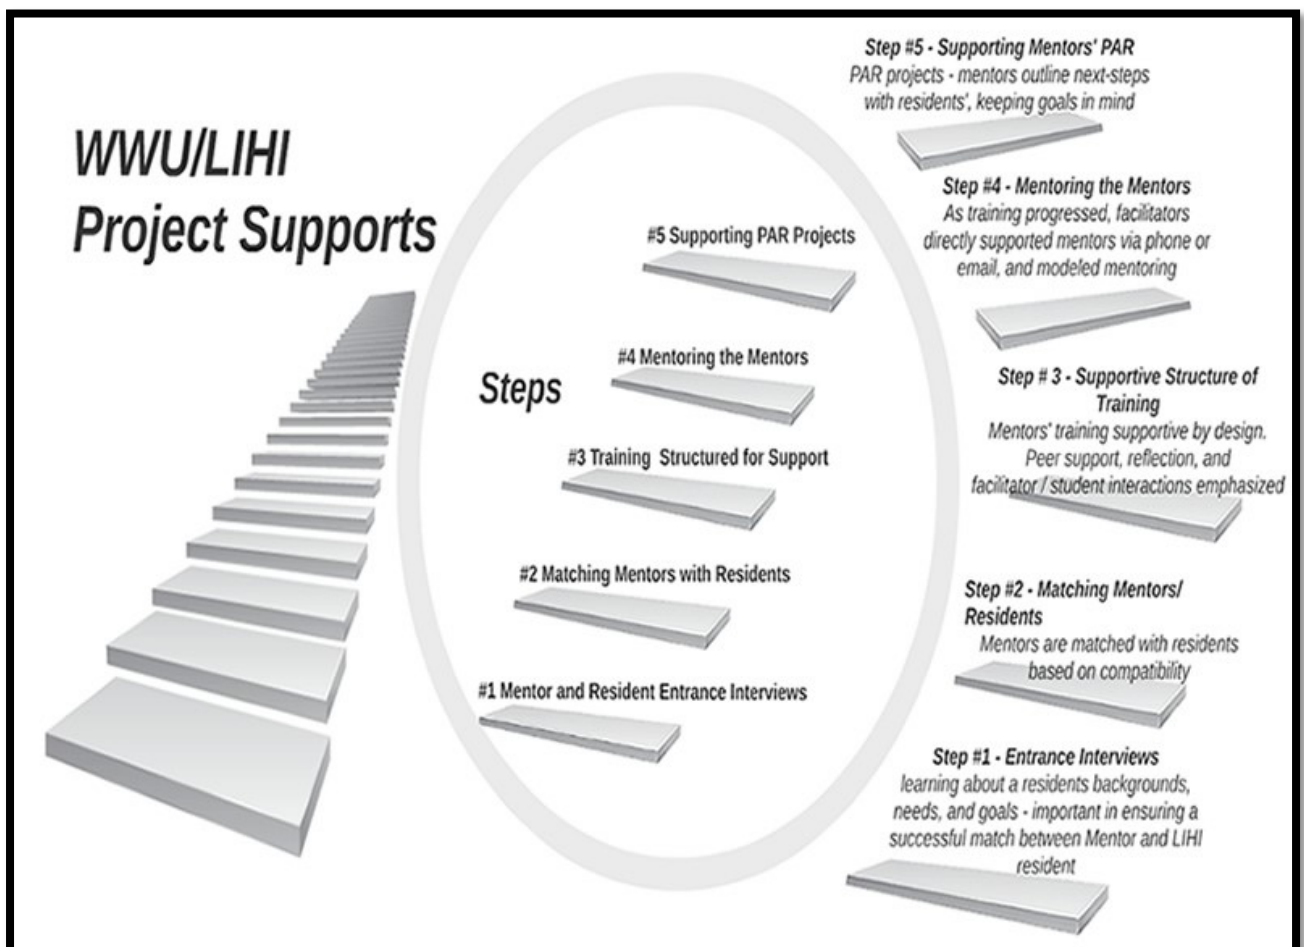 WWU/LIHI
Project Supports
Steps
#5 Supporting PAR Projects
#4 Mentoring the Mentors
#3 Training Structured for Support
#2 Matching Mentors with Residents
#1 Mentor and Resident Entrance Interviews
Step #5 - Supporting Mentors' PAR
PAR projects - mentors outline next-steps
with residents', keeping goals in mind
Step #4 - Mentoring the Mentors
As training progressed, facilitators
directly supported mentors via phone or
email, and modeled mentoring
Step # 3 - Supportive Structure of
Training
Mentors' training supportive by design.
Peer support, reflection, and
facilitator / student interactions emphasized
Step #2 - Matching Mentors/
Residents
Mentors are matched with residents
based on compatibility
Step #1 - Entrance Interviews
learning about a residents backgrounds,
needs, and goals - important in ensuring a
successful match between Mentor and LIHI
resident